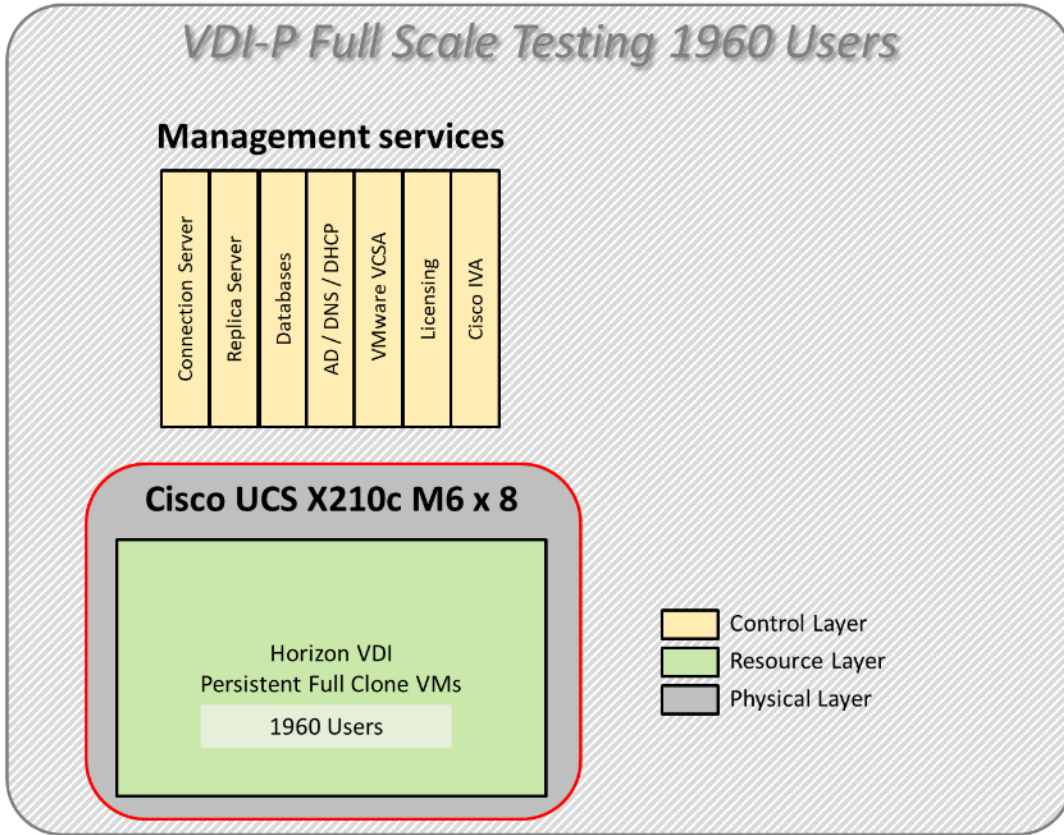 VDI-P Full Scale Testing 1960 Users
Management services
Connection Server
Replica Server
Databases
AD / DNS / DHCP
VMware VCSA
Licensing
Cisco IVA
Cisco UCS X210c M6 x 8
Horizon VDI
Persistent Full Clone VMs
1960 Users
Control Layer
Resource Layer
Physical Layer